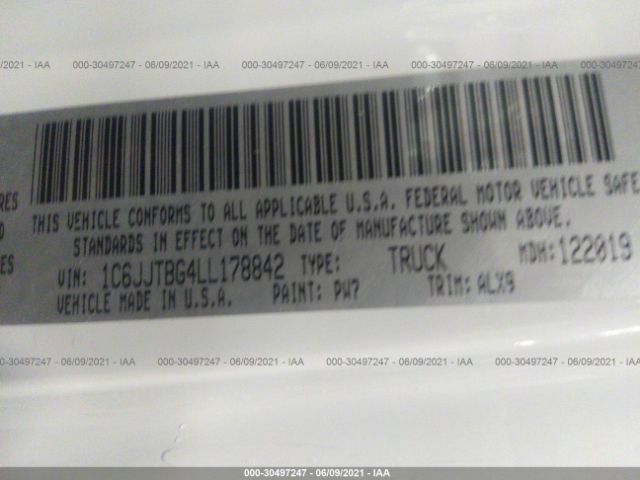 /2021 - IAA 000-30497247 - 06/09/2021 - IAA 000-30497247 - 06/09/2021 - IAA 000-30497247 - 06/09/2021 - IAA 000-30497247
RES
THIS VEHICLE CONFORMS TO ALL APPLICABLE U.S.A. FEDERAL MOTOR VEHICLE SAFE
STANDARDS IN EFFECT ON THE DATE OF MANUFACTURE SHOWN ABOVE.
ES
VIN: 1C6JJTBG4LL178842 TYPE: TRUCK MDH: 122019
VEHICLE MADE IN U.S.A. PAINT: PW7 TRIM: ALX9
000-30497247 - 06/09/2021 - IAA 000-30497247 - 06/09/2021 - IAA 000-30497247 - 06/09/2021 - IAA 000-30497247 - 06/09
000-30497247 - 06/09/2021 - IAA